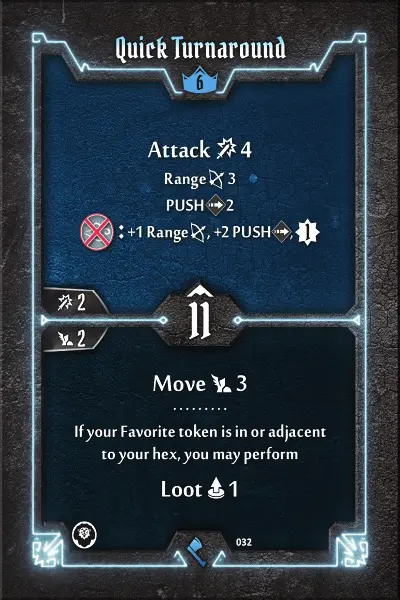 Quick Turnaround
6
Attack 4
Range 3
PUSH 2
: +1 Range, +2 PUSH, 1
2
11
2
Move 3
If your Favorite token is in or adjacent
to your hex, you may perform
Loot 1
032